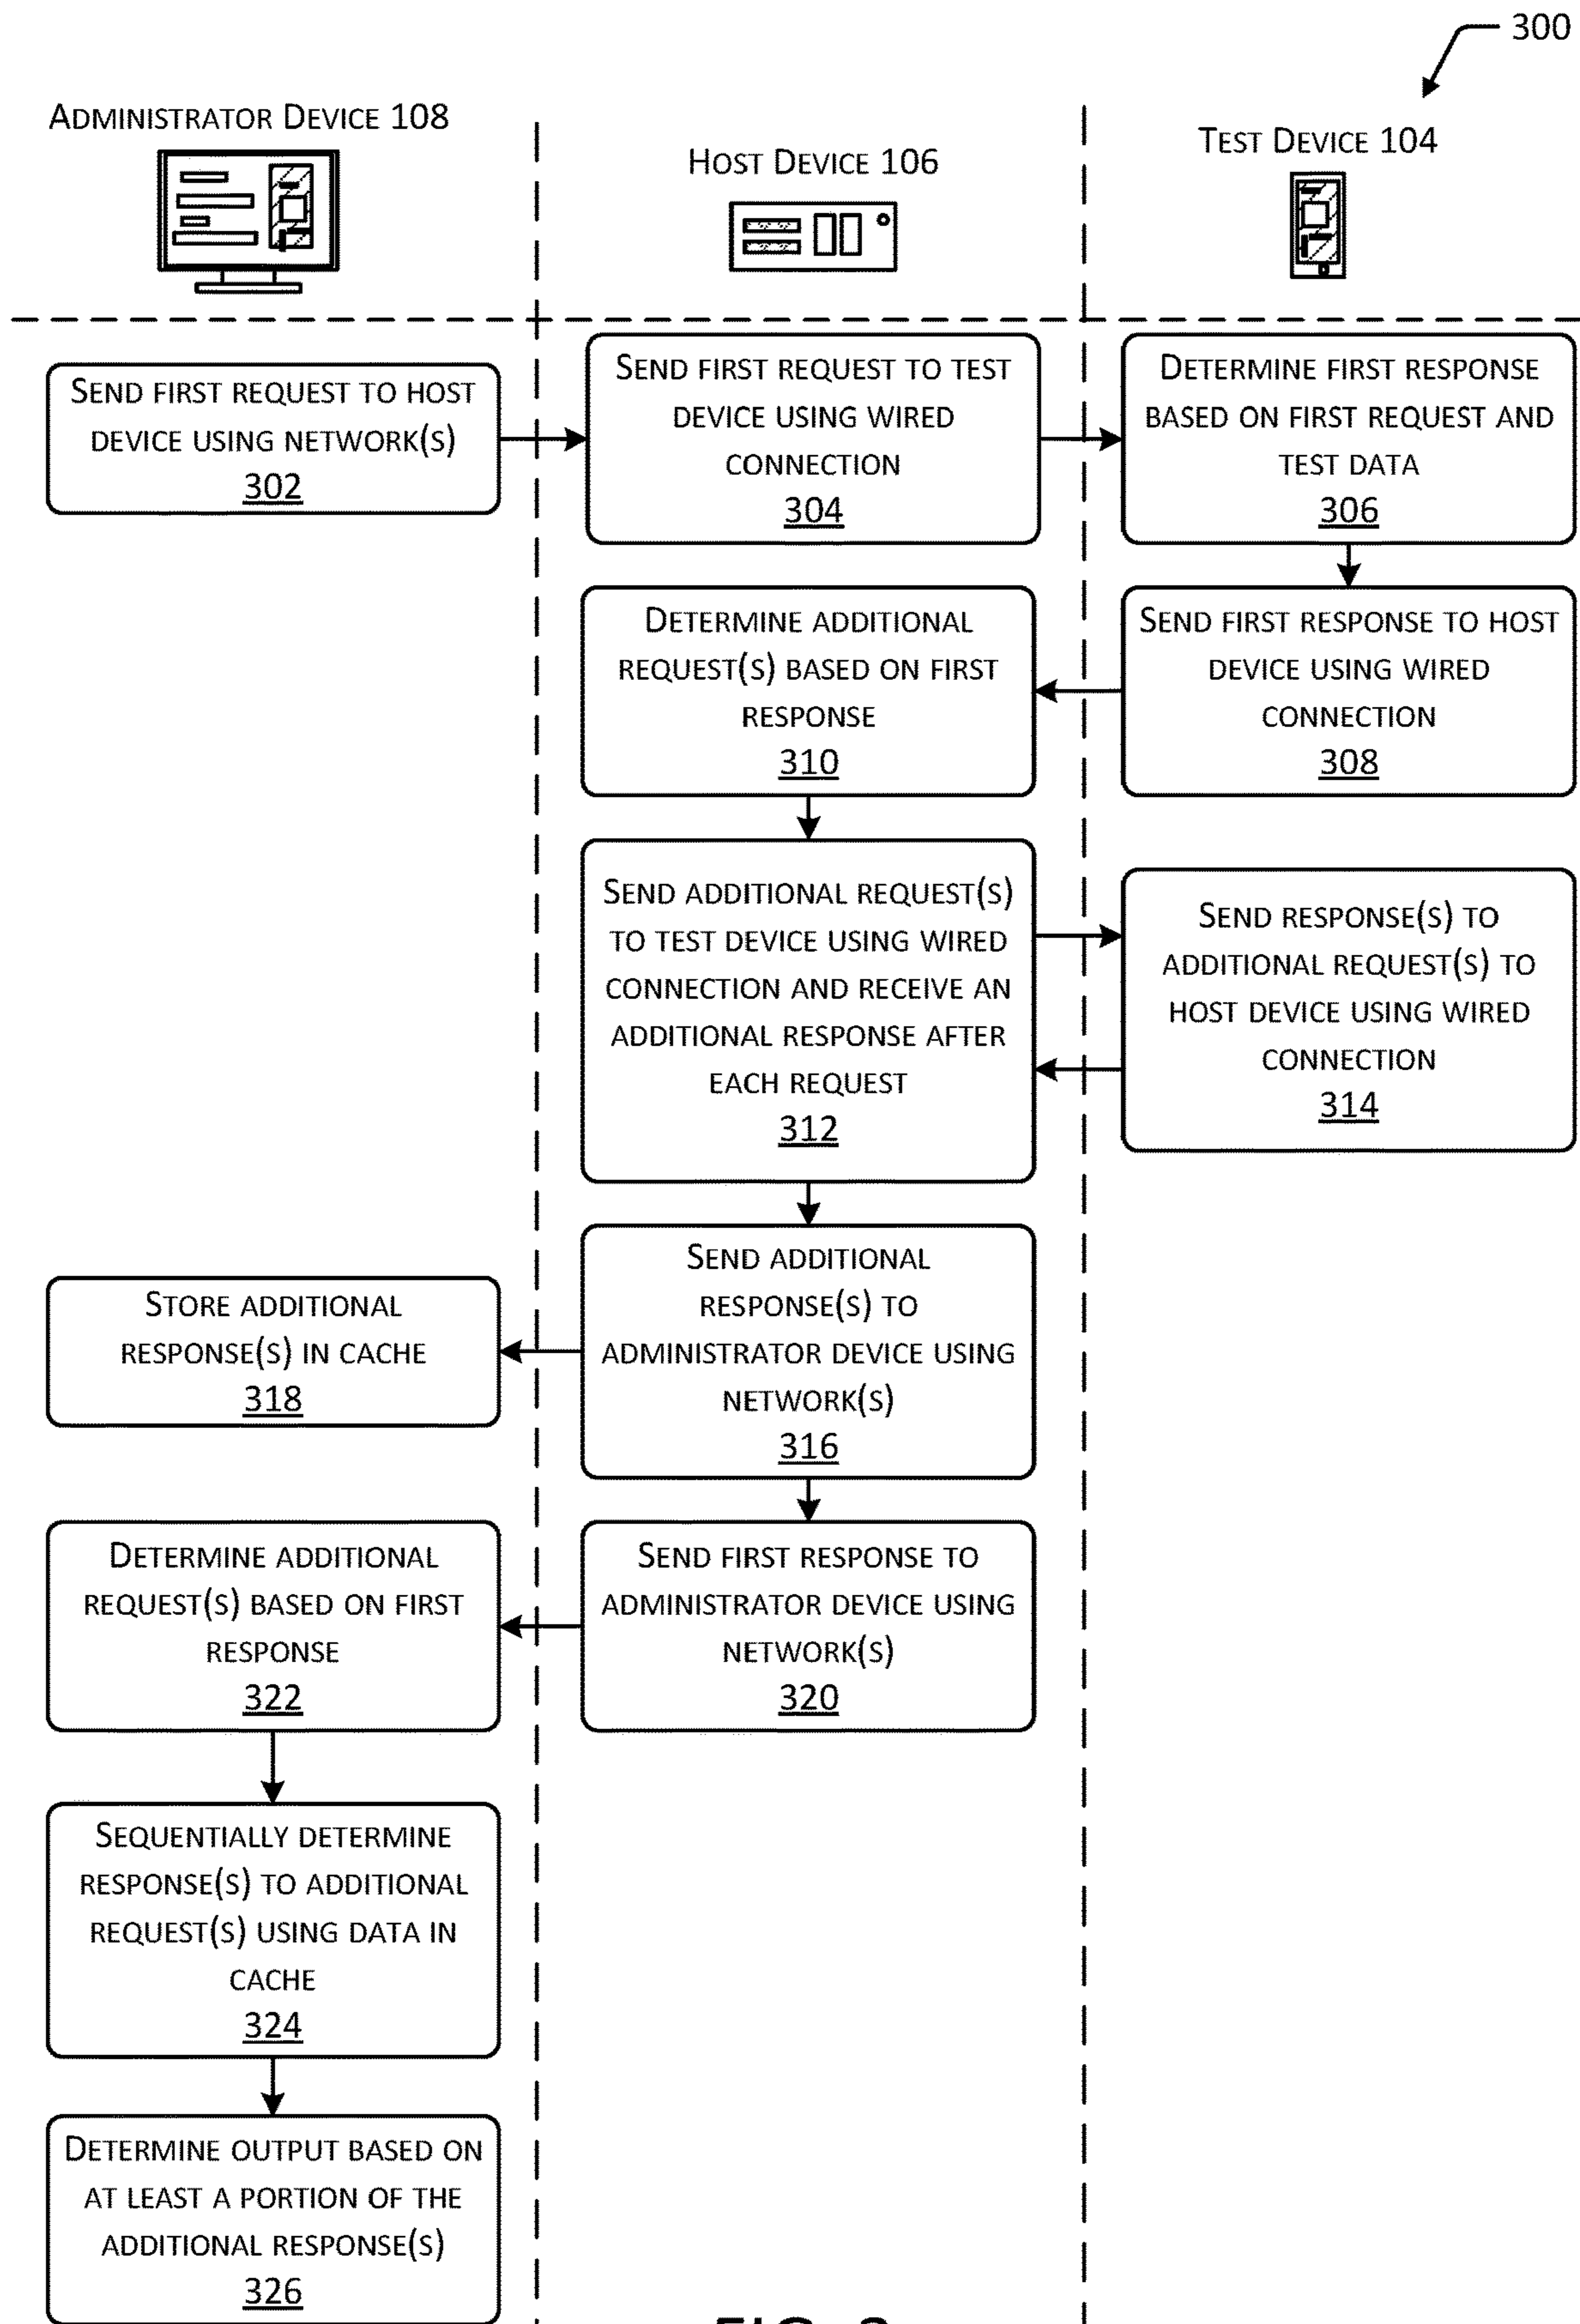 300
Administrator Device 108
Host Device 106
Test Device 104
Send first request to host
device using network(s)
302
Send first request to test
device using wired
connection
304
Determine first response
based on first request and
test data
306
Determine additional
request(s) based on first
response
310
Send first response to host
device using wired
connection
308
Send additional request(s)
to test device using wired
connection and receive an
additional response after
each request
312
Send response(s) to
additional request(s) to
host device using wired
connection
314
Send additional
response(s) to
administrator device using
network(s)
316
Store additional
response(s) in cache
318
Send first response to
administrator device using
network(s)
320
Determine additional
request(s) based on first
response
322
Sequentially determine
response(s) to additional
request(s) using data in
cache
324
Determine output based on
at least a portion of the
additional response(s)
326